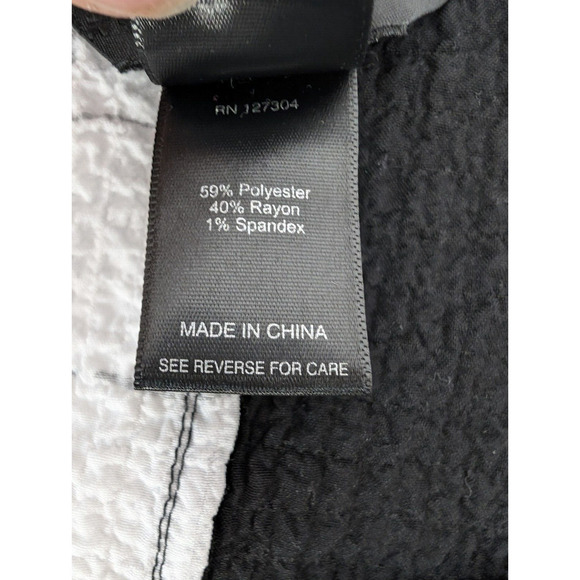 RN 127304
59% Polyester
40% Rayon
1% Spandex
MADE IN CHINA
SEE REVERSE FOR CARE